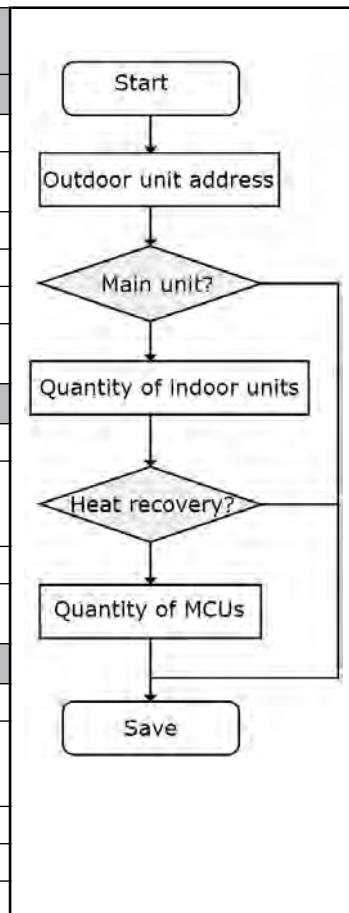 Start
Outdoor unit address
Main unit?
Quantity of indoor units
Heat recovery?
Quantity of MCUs
Save